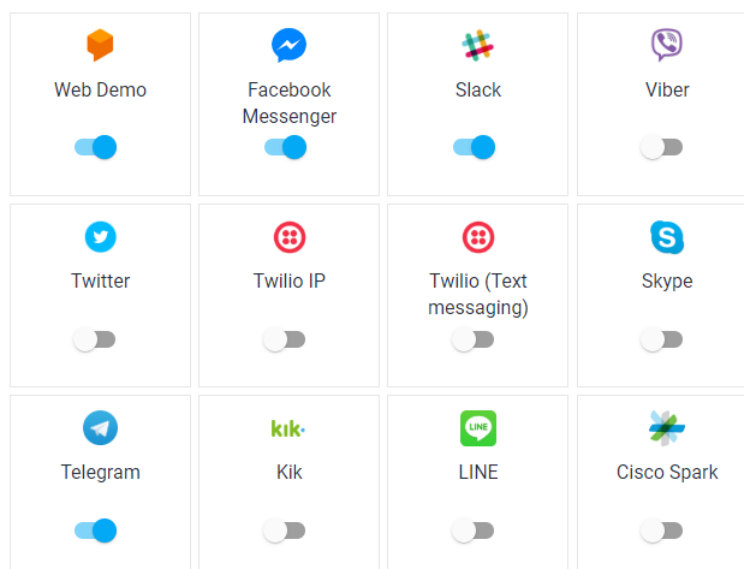 Web Demo
Facebook
Messenger
Slack
Viber
Twitter
Twilio IP
Twilio (Text
messaging)
Skype
S
Telegram
kik
Kik
LINE
LINE
Cisco Spark